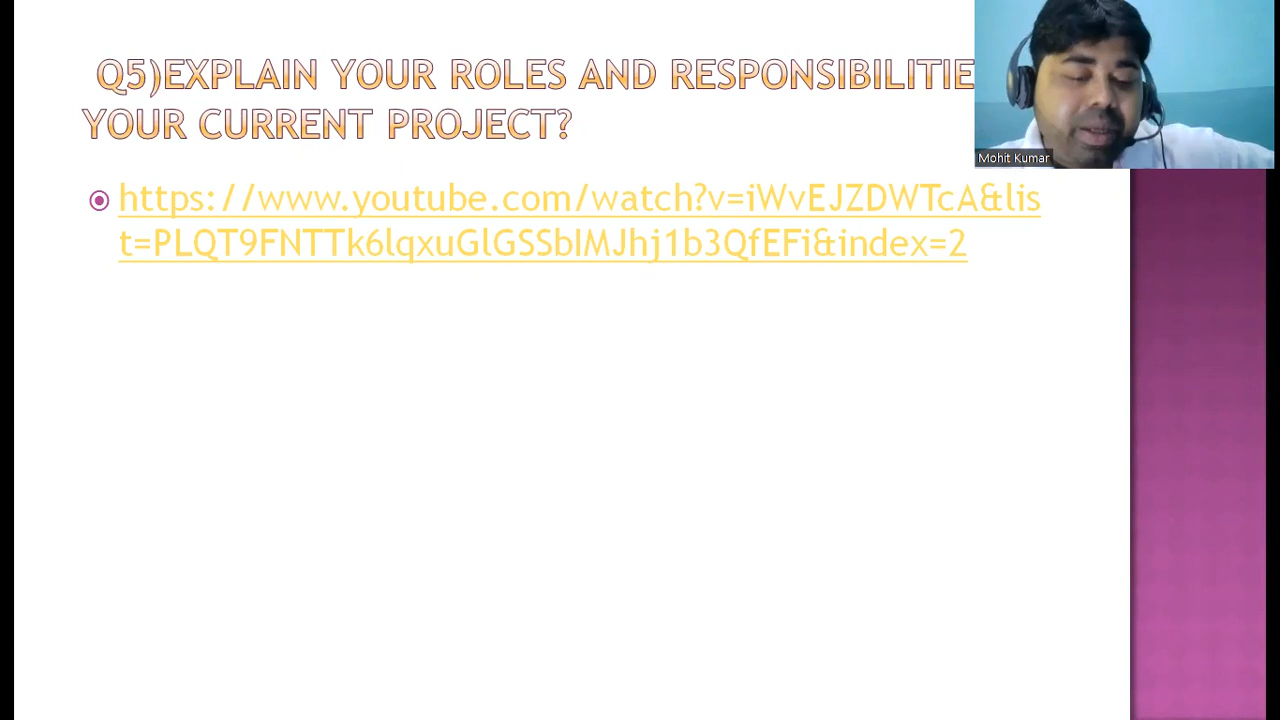 Q5)EXPLAIN YOUR ROLES AND RESPONSIBILITIE
YOUR CURRENT PROJECT?
https://www.youtube.com/watch?v=iWvEJZDWTcA&lis
t=PLQT9FNTTk6lqxuGlGSSbIMJhj1b3QfEFi&index=2
Mohit Kumar